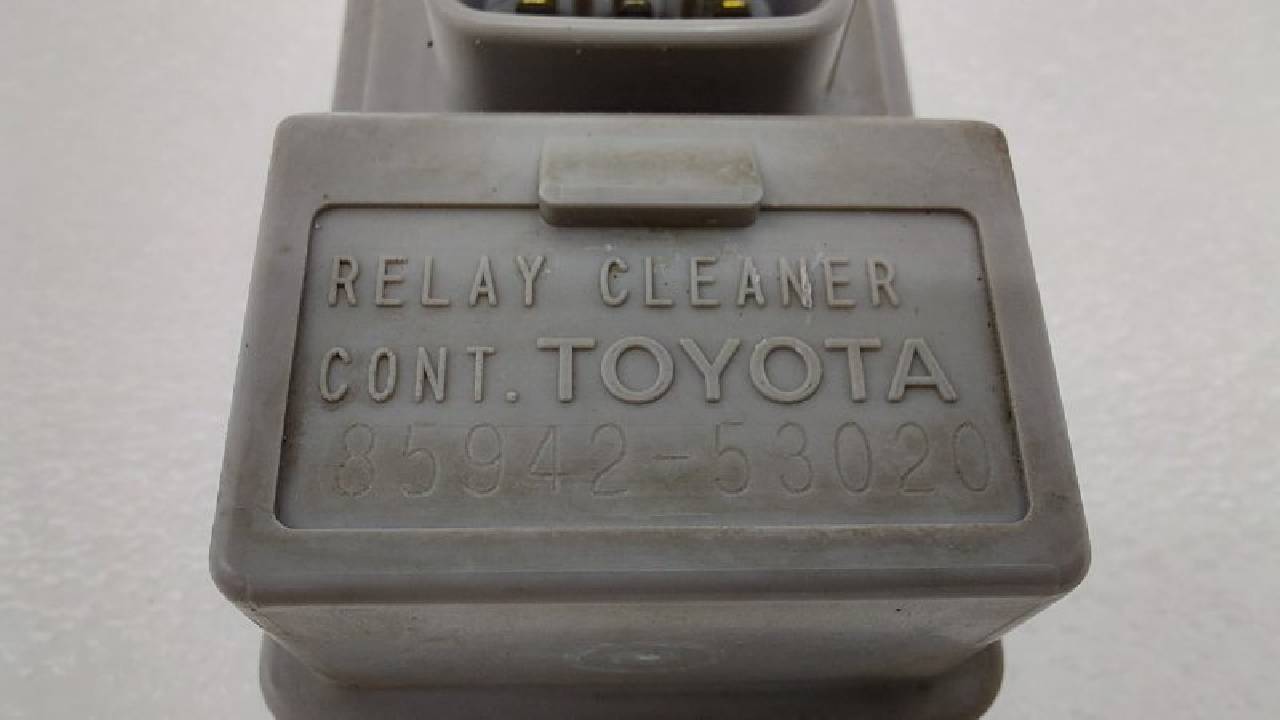 RELAY CLEANER
CONT. TOYOTA
85942-53020